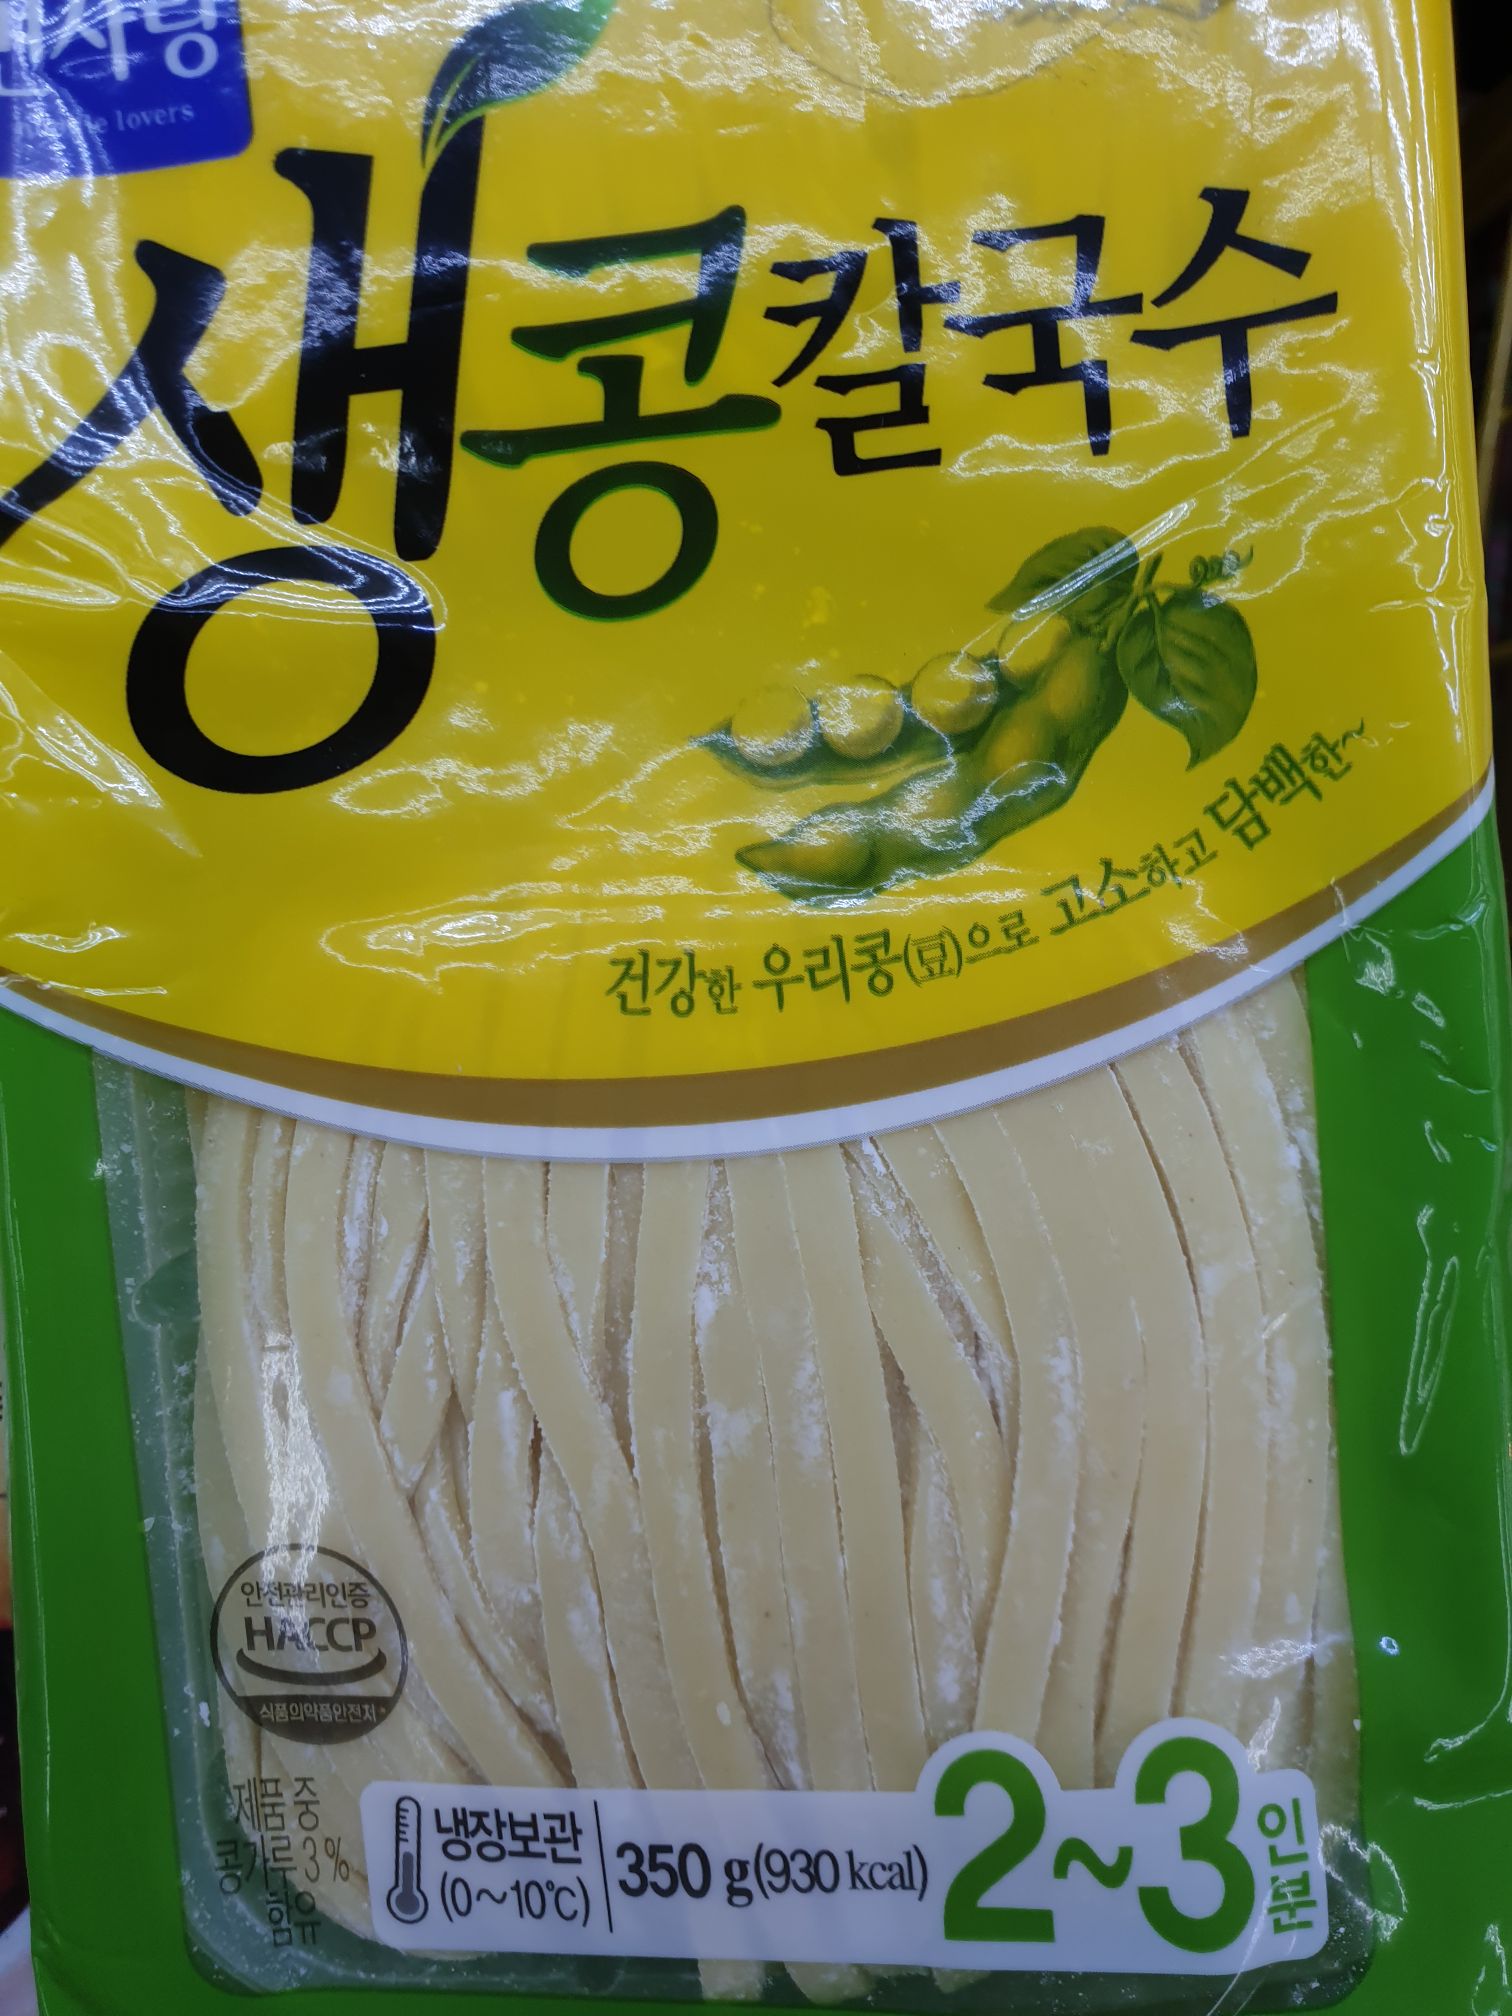 lovers
생콩칼국수
건강한 우리콩(豆)으로 고소하고 담백한~
안전관리인증
HACCP
식품의약품안전처
제품 중
콩가루 3%
함유
냉장보관
(0~10℃)
350 g(930 kcal)
2~3인분